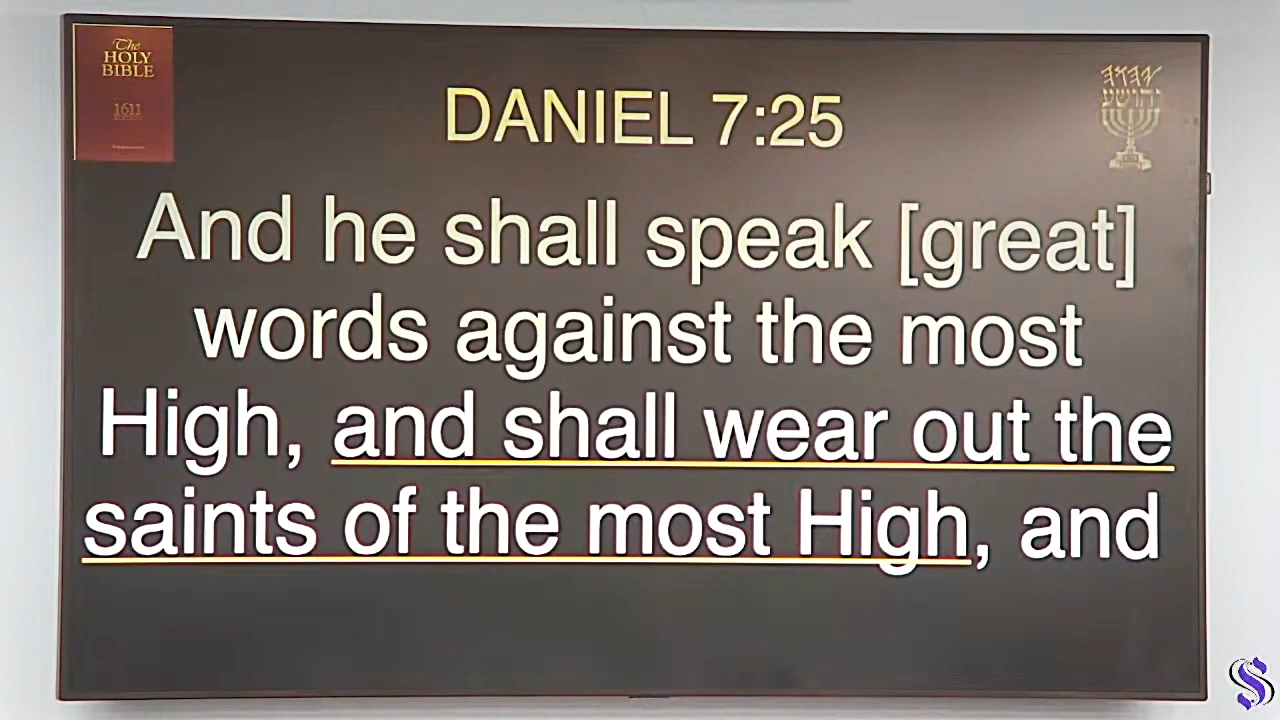 The
HOLY
BIBLE
1611
DANIEL 7:25
יהושע
And he shall speak [great]
words against the most
High, and shall wear out the
saints of the most High, and
S